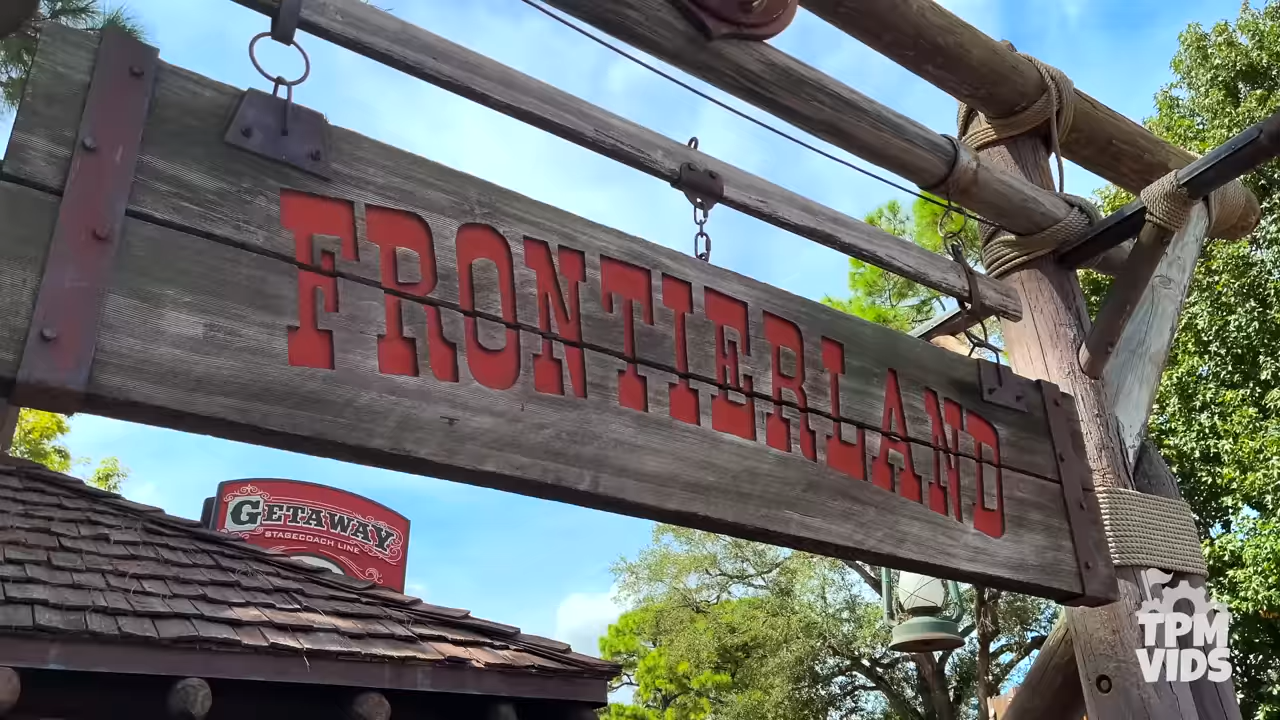 FRONTIERLAND
GETAWAY
STAGECOACH LINE
TPM
VIDS